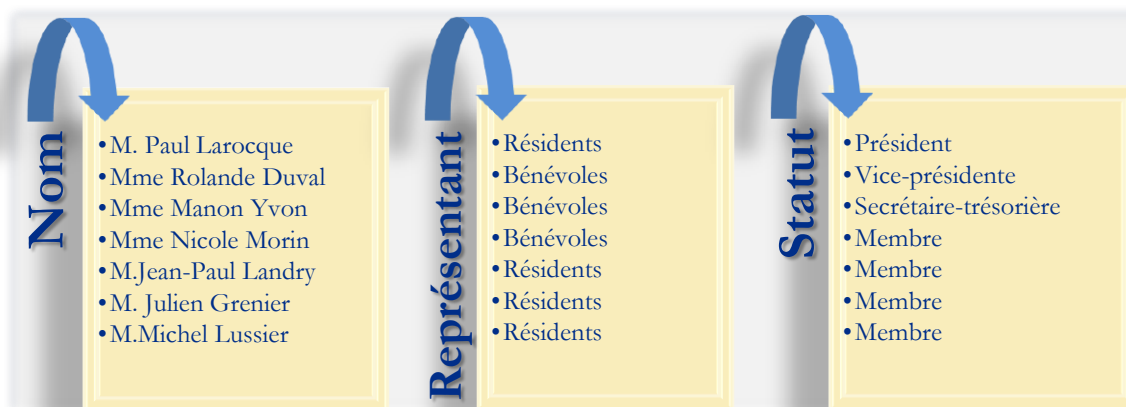 Nom
•M. Paul Larocque
•Mme Rolande Duval
•Mme Manon Yvon
•Mme Nicole Morin
•M.Jean-Paul Landry
•M. Julien Grenier
•M.Michel Lussier
Représentant
•Résidents
•Bénévoles
•Bénévoles
•Bénévoles
•Résidents
•Résidents
•Résidents
Statut
•Président
•Vice-présidente
•Secrétaire-trésorière
•Membre
•Membre
•Membre
•Membre